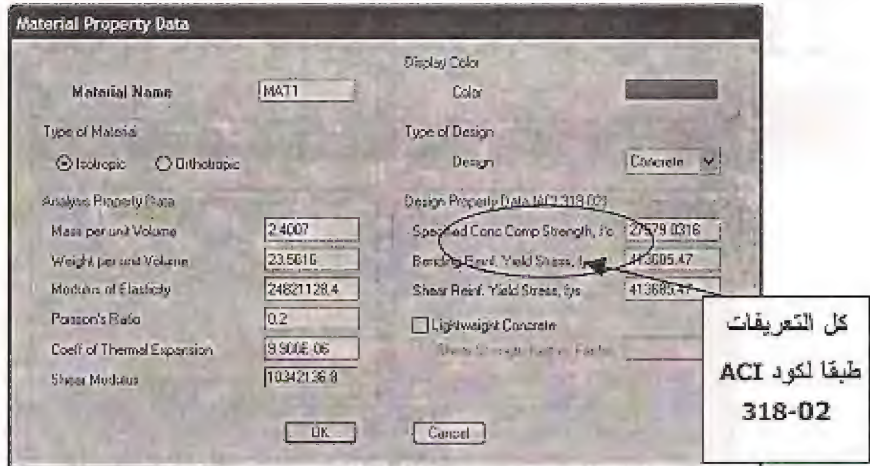 Material Property Data
Display Color
Material Name MAT1
Color
Type of Material
Type of Design
Isotropic Orthotropic
Design Concrete
Analysis Property Data
Design Property Data (ACI 318-02)
Mass per unit Volume 2.4007
Specified Conc Comp Strength, f'c 27579.0316
Weight per unit Volume 23.5616
Bending Reinf. Yield Stress, fy 413685.47
Modulus of Elasticity 24821128.4
Shear Reinf. Yield Stress, fys 413685.47
Poisson's Ratio 0.2
Lightweight Concrete
Coeff of Thermal Expansion 9.900E-06
Shear Strength Reduc. Factor
Shear Modulus 10342136.8
OK Cancel
كل التعريفات
طبقا لكود ACI
318-02